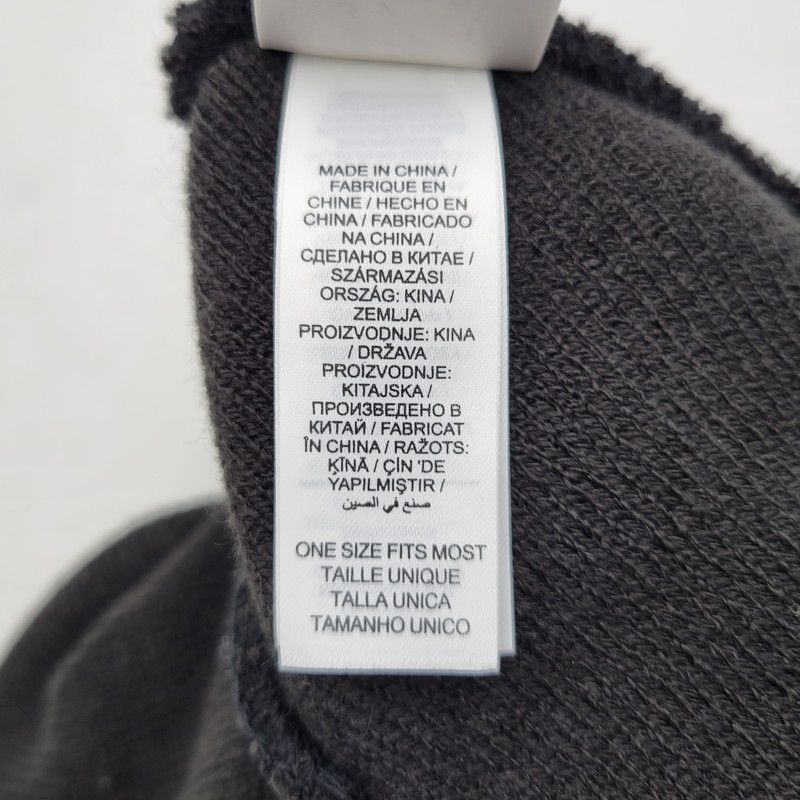 MADE IN CHINA /
FABRIQUE EN
CHINE / HECHO EN
CHINA / FABRICADO
NA CHINA /
СДЕЛАНО В КИТАЕ /
SZÁRMAZÁSI
ORSZÁG: KINA /
ZEMLJA
PROIZVODNJE: KINA
/ DRŽAVA
PROIZVODNJE:
KITAJSKA /
ПРОИЗВЕДЕНО В
КИТАЙ / FABRICAT
ÎN CHINA / RAŽOTS:
ĶĪNĀ / ÇİN 'DE
YAPILMIŞTIR /
صنع في الصين
ONE SIZE FITS MOST
TAILLE UNIQUE
TALLA UNICA
TAMANHO UNICO